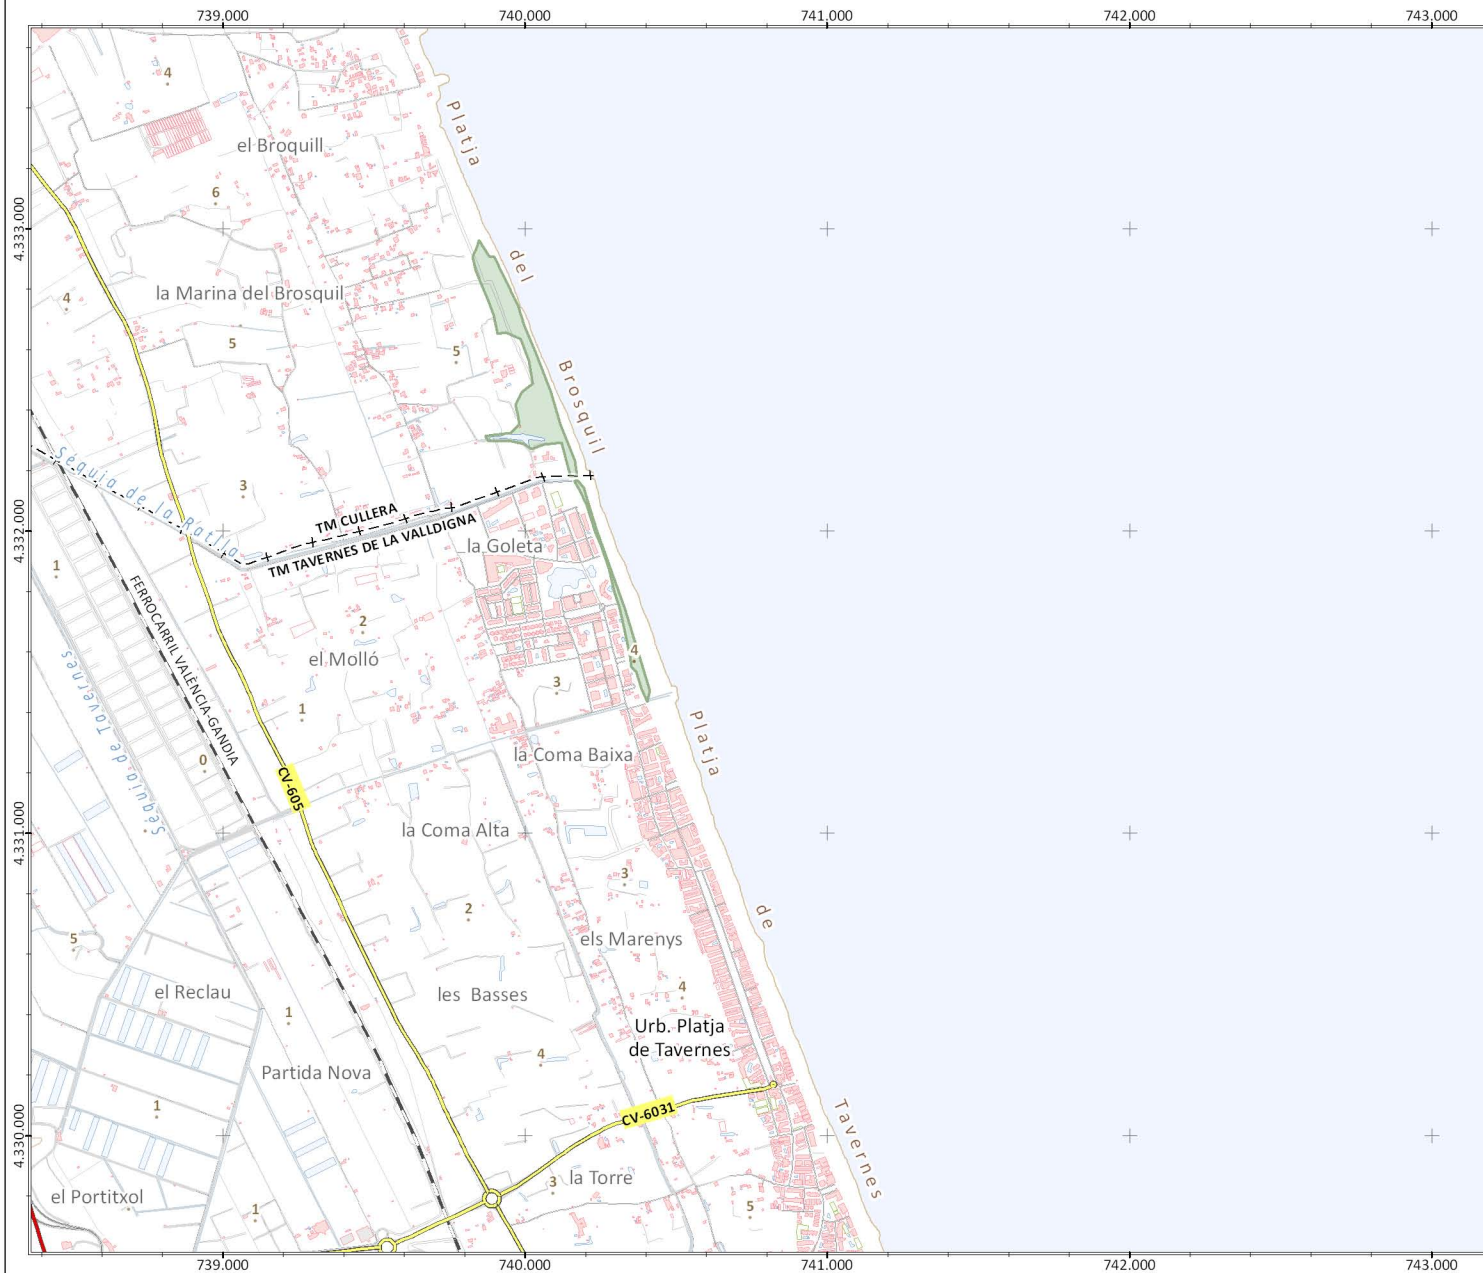 739.000 740.000 741.000 742.000 743.000
4
Platja
el Broquill
6
4.333.000
del
la Marina del Brosquil
4
5
5
Brosquil
Séquia de la Ratlla
3
4.332.000
TM CULLERA
TM TAVERNES DE LA VALLDIGNA
la Goleta
1
FERROCARRIL VALÈNCIA-GANDIA
2
el Molló
4
Séquia de Tavernes
3
1
Platja
la Coma Baixa
0
CV-605
4.331.000
la Coma Alta
3
2
de
5
els Marenys
el Reclau
les Basses
4
1
Urb. Platja
de Tavernes
4
Partida Nova
1
CV-6031
Tavernes
4.330.000
la Torre
3
el Portitxol
1
5
739.000 740.000 741.000 742.000 743.000